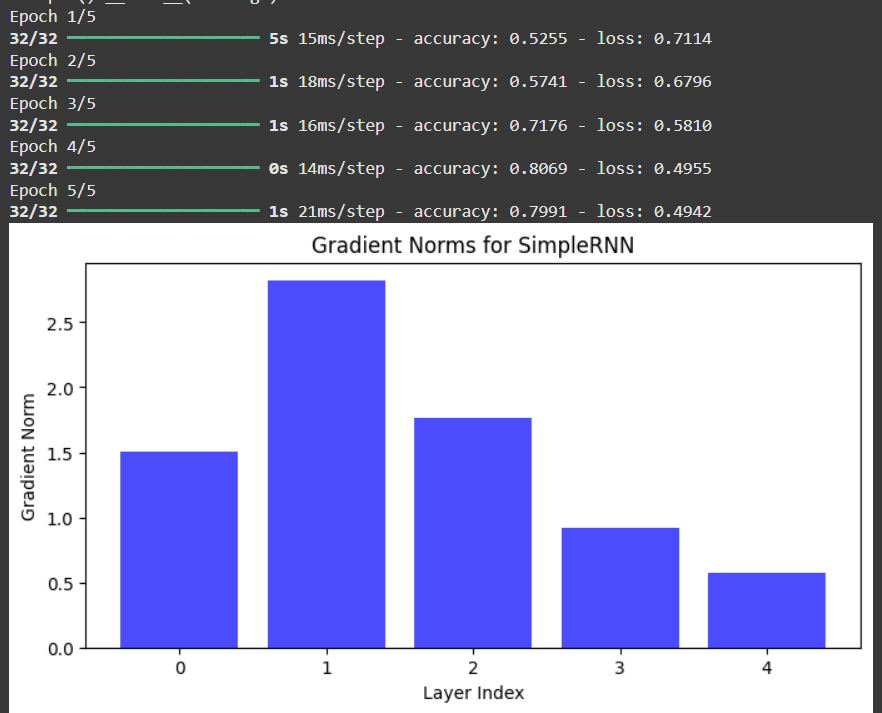 Epoch 1/5
32/32 5s 15ms/step - accuracy: 0.5255 - loss: 0.7114
Epoch 2/5
32/32 1s 18ms/step - accuracy: 0.5741 - loss: 0.6796
Epoch 3/5
32/32 1s 16ms/step - accuracy: 0.7176 - loss: 0.5810
Epoch 4/5
32/32 0s 14ms/step - accuracy: 0.8069 - loss: 0.4955
Epoch 5/5
32/32 1s 21ms/step - accuracy: 0.7991 - loss: 0.4942
Gradient Norms for SimpleRNN
Gradient Norm
2.5
2.0
1.5
1.0
0.5
0.0
0 1 2 3 4
Layer Index